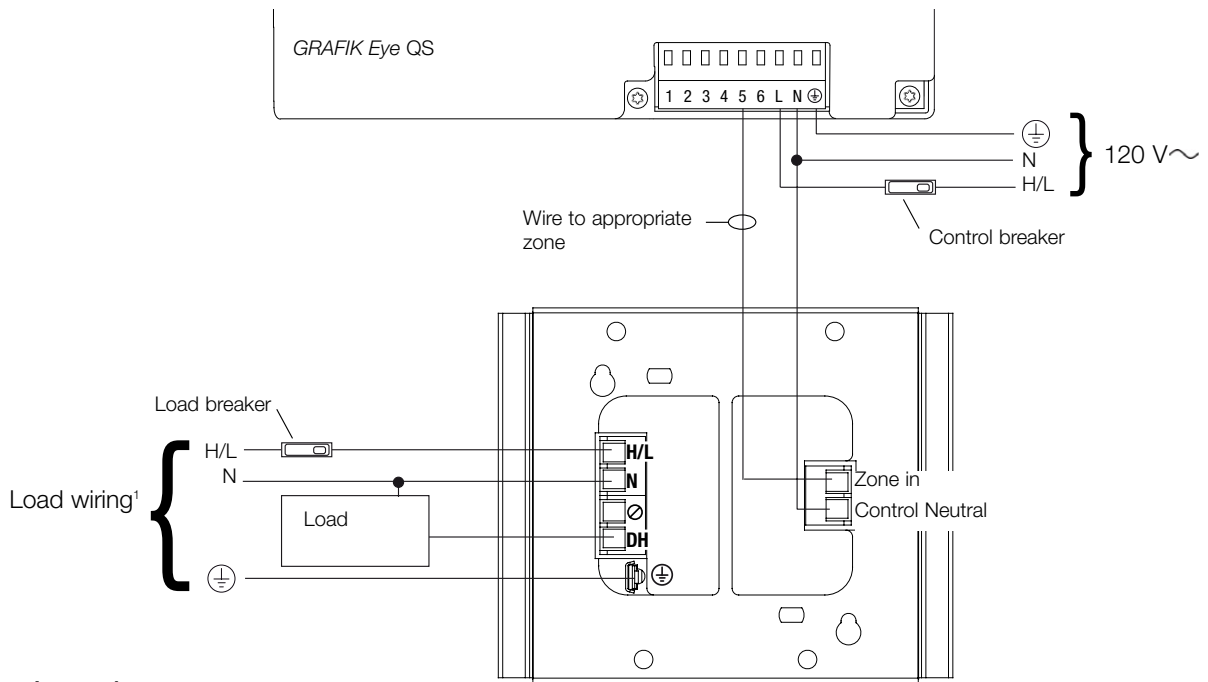 GRAFIK Eye QS
1 2 3 4 5 6 L N
N
H/L
120 V~
Wire to appropriate
zone
Control breaker
Load breaker
H/L
N
Load wiring¹
Load
H/L
N
DH
Zone in
Control Neutral